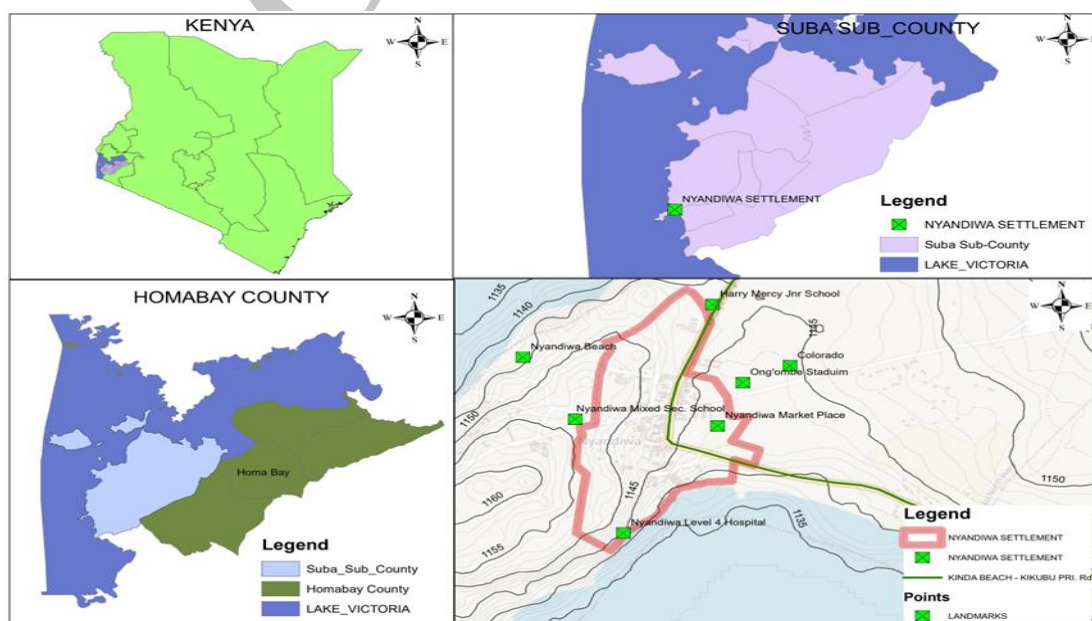 KENYA
N
W E
S
SUBA SUB_COUNTY
N
W E
S
NYANDIWA SETTLEMENT
Legend
NYANDIWA SETTLEMENT
Suba Sub-County
LAKE_VICTORIA
HOMABAY COUNTY
N
W E
S
Homa Bay
Legend
Suba_Sub_County
Homabay County
LAKE_VICTORIA
N
W E
S
1135
1140
Harry Mercy Jnr School
1145
Nyandiwa Beach
Colorado
Ong'ombe Staduim
1150
Nyandiwa Mixed Sec. School
Nyandiwa Market Place
Nyandiwa
1160
1145
1150
1155
Nyandiwa Level 4 Hospital
1135
Legend
NYANDIWA SETTLEMENT
NYANDIWA SETTLEMENT
KINDA BEACH - KIKUBU PRI. Rd
Points
LANDMARKS